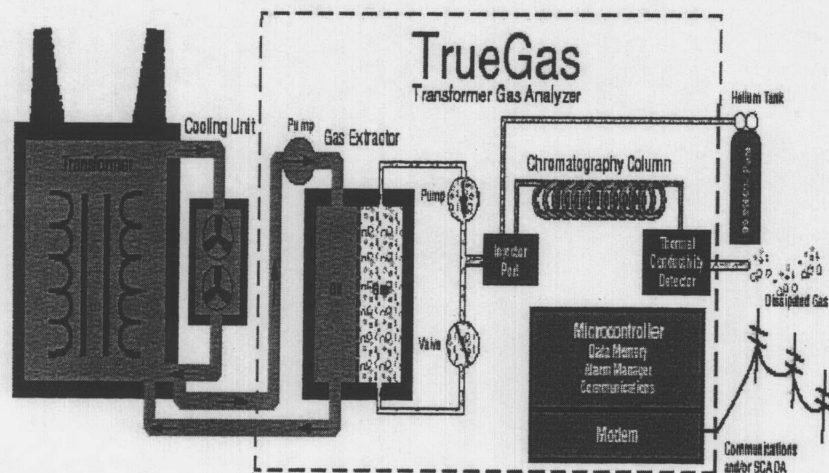 TrueGas
Transformer Gas Analyzer
Cooling Unit
Transformer
Pump
Gas Extractor
Pump
Valve
Oil
Gas
Injector
Port
Chromatography Column
Thermal
Conductivity
Detector
Helium Tank
Dissipated Gas
Microcontroller
Data Memory
Alarm Manager
Communications
Modem
Communications
and/or SCADA